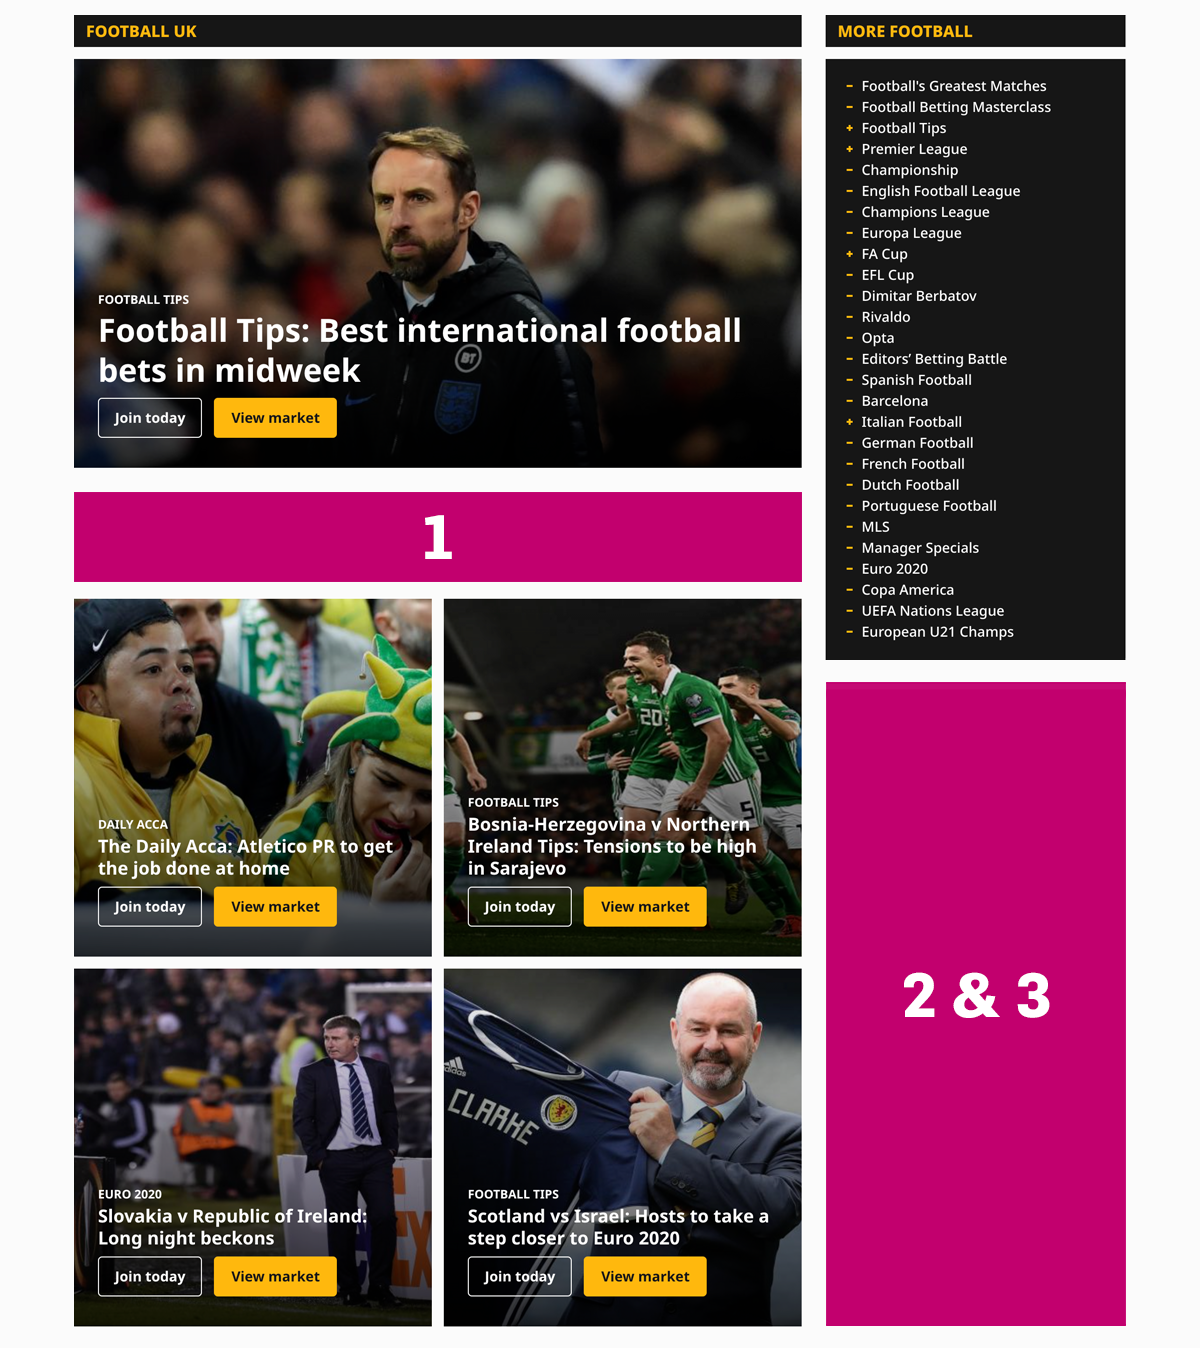 FOOTBALL UK
FOOTBALL TIPS
Football Tips: Best international football
bets in midweek
Join today
View market
BT
1
DAILY ACCA
The Daily Acca: Atletico PR to get
the job done at home
Join today
View market
20
5
FOOTBALL TIPS
Bosnia-Herzegovina v Northern
Ireland Tips: Tensions to be high
in Sarajevo
Join today
View market
EURO 2020
Slovakia v Republic of Ireland:
Long night beckons
Join today
View market
adidas
CLARKE
FOOTBALL TIPS
Scotland vs Israel: Hosts to take a
step closer to Euro 2020
Join today
View market
MORE FOOTBALL
- Football's Greatest Matches
- Football Betting Masterclass
+ Football Tips
+ Premier League
- Championship
- English Football League
- Champions League
- Europa League
+ FA Cup
- EFL Cup
- Dimitar Berbatov
- Rivaldo
- Opta
- Editors’ Betting Battle
- Spanish Football
- Barcelona
+ Italian Football
- German Football
- French Football
- Dutch Football
- Portuguese Football
- MLS
- Manager Specials
- Euro 2020
- Copa America
- UEFA Nations League
- European U21 Champs
2 & 3